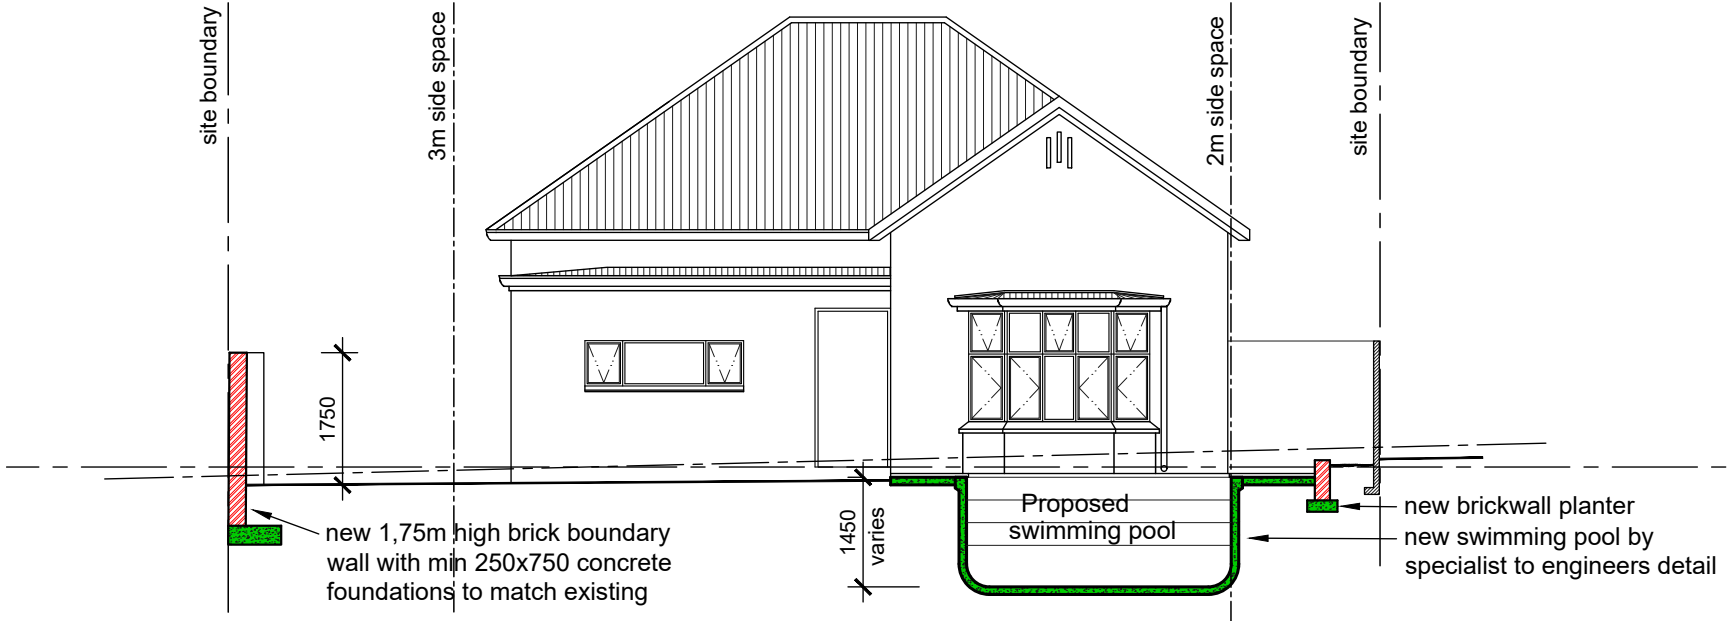 site boundary
3m side space
2m side space
site boundary
1750
new 1,75m high brick boundary
wall with min 250x750 concrete
foundations to match existing
1450
varies
Proposed
swimming pool
new brickwall planter
new swimming pool by
specialist to engineers detail